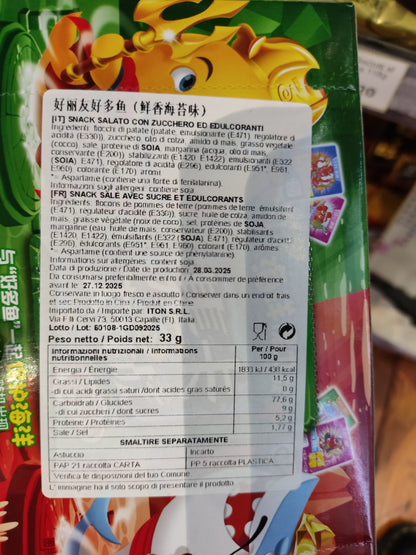 好丽友好多鱼（鲜香海苔味）
[IT] SNACK SALATO CON ZUCCHERO ED EDULCORANTI
Ingredienti: fiocchi di patate (patate, emulsionante (E471), regolatore di
acidità (E330)), zucchero, olio di mais, amido di mais, grasso vegetale
(cocco), sale, proteine di SOIA, margarina (acqua, olio di mais,
conservante (E200)), stabilizzanti (E1420, E1422), emulsionanti (E322
(SOIA), E471), regolatore di acidità (E296), edulcoranti (E951*, E961,
E960), colorante (E 170), aromi
* : Aspartame (contiene una fonte di fenilalanina).
Informazioni sugli allergeni: contiene soia
[FR] SNACK SALÉ AVEC SUCRE ET ÉDULCORANTS
Ingrédients: flocons de pommes de terre (pommes de terre, émulsifiant
(E471), régulateur d'acidité (E330)), sucre, huile de colza, amidon de
maïs, graisse végétale (noix de coco), sel, protéines de SOJA,
margarine (eau, huile de maïs, conservateur (E200)), stabilisants
(E1420, E1422), émulsifiants (E322 (SOJA), E471), régulateur d'acidité
(E296), édulcorants (E951*, E961, E960), colorant (E170), arômes
* : Aspartame (contient une source de phénylalanine).
Informations sur allergènes: contient soja
Data di produzione / Date de production: 28.03.2025
Da consumarsi preferibilmente entro il / A consommer de préférence
avant le: 27.12.2025
Conservare in luogo fresco e asciutto / Conserver dans un endroit frais
et sec Prodotto in Cina / Produit en Chine
Importato da / Importé par: ITON S.R.L.
Via F.lli Cervi 73, 50013 Capalle (FI), Italia
Lotto / Lot: 60108-1GD092025
Peso netto / Poids net: 33 g
Informazioni nutrizionali / Informations nutritionnelles
Per / Pour 100 g
Energia / Énergie 1833 kJ / 438 kcal
Grassi / Lipides 11,5 g
-di cui acidi grassi saturi /dont acides gras saturés 0 g
Carboidrati / Glucides 77,6 g
-di cui zuccheri / dont sucres 9 g
Proteine / Protéines 5,2 g
Sale / Sel 1,77 g
SMALTIRE SEPARATAMENTE
Astuccio Incarto
PAP 21 raccolta CARTA PP 5 raccolta PLASTICA
Verifica le disposizioni del tuo Comune.
L' immagine ha il solo scopo di presentare il prodotto.